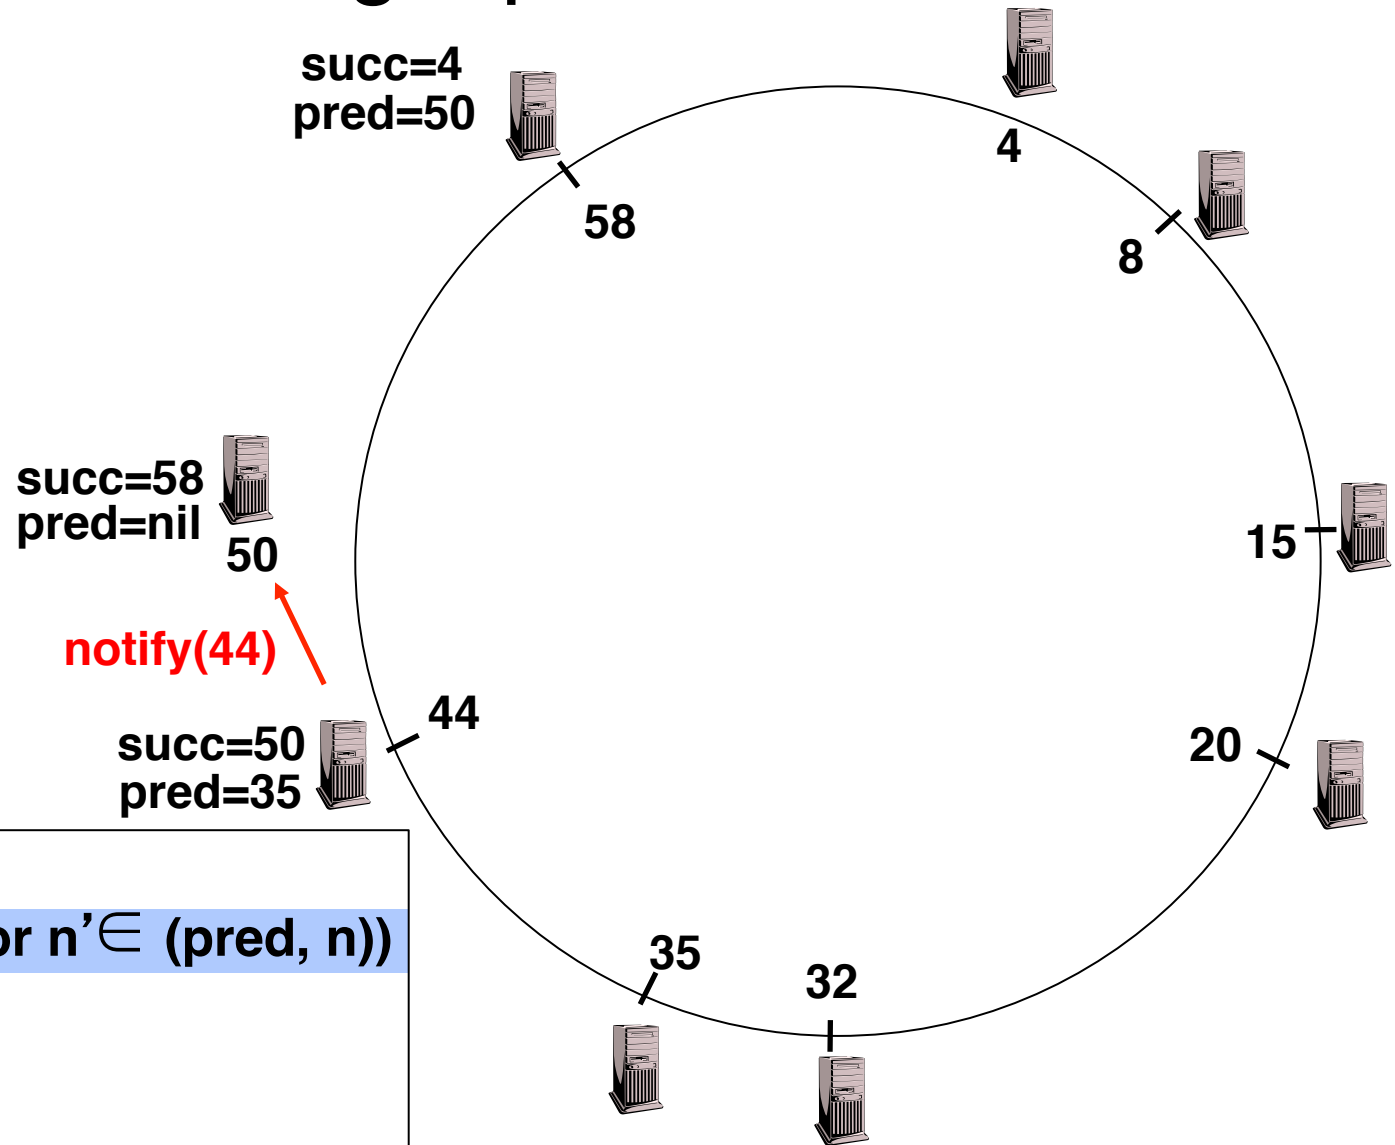 succ=4
pred=50
4
58
8
succ=58
pred=nil
50
15
notify(44)
44
succ=50
pred=35
20
or n’∈ (pred, n))
35
32